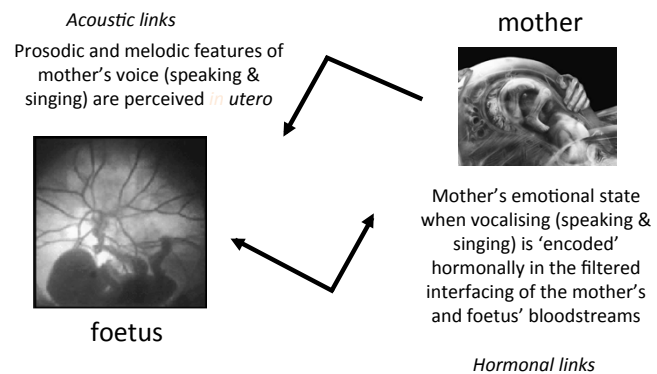 Acoustic links
Prosodic and melodic features of
mother's voice (speaking &
singing) are perceived in utero
foetus
mother
Mother's emotional state
when vocalising (speaking &
singing) is 'encoded'
hormonally in the filtered
interfacing of the mother's
and foetus' bloodstreams
Hormonal links